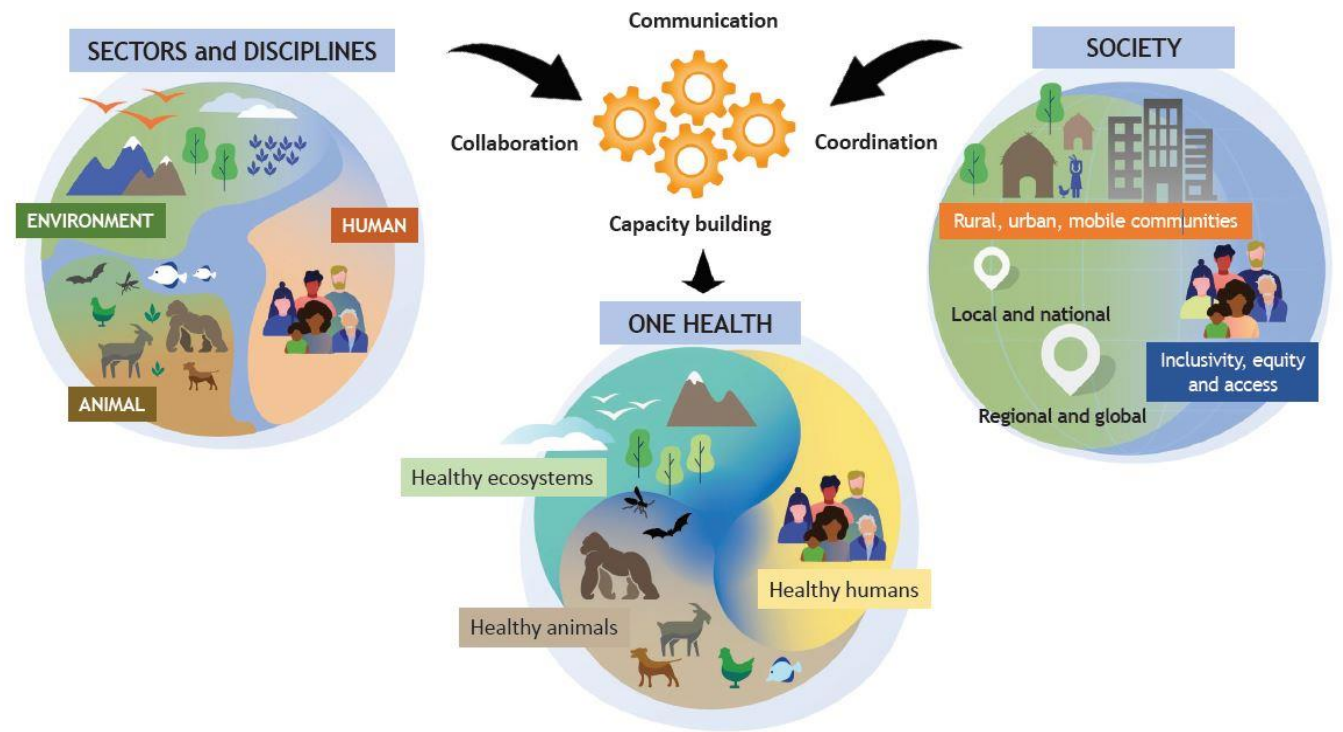 Communication
SECTORS and DISCIPLINES
SOCIETY
Collaboration
Coordination
ENVIRONMENT
HUMAN
Capacity building
Rural, urban, mobile communities
Local and national
ONE HEALTH
Inclusivity, equity
and access
ANIMAL
Regional and global
Healthy ecosystems
Healthy humans
Healthy animals